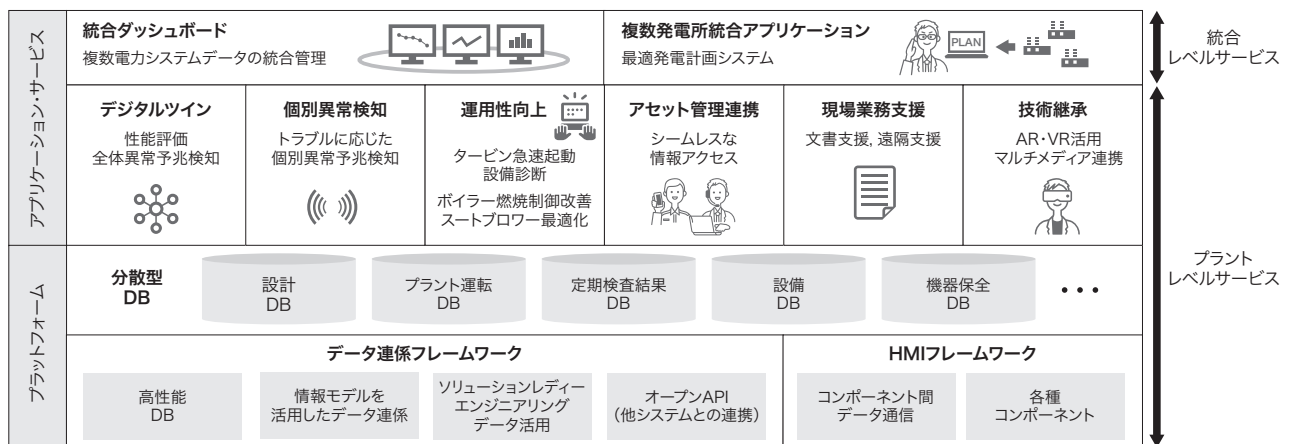 アプリケーション・サービス
統合ダッシュボード
複数電力システムデータの統合管理
複数発電所統合アプリケーション
最適発電計画システム
PLAN
統合
レベルサービス
デジタルツイン
性能評価
全体異常予兆検知
個別異常検知
トラブルに応じた
個別異常予兆検知
運用性向上
タービン急速起動
設備診断
ボイラー燃焼制御改善
スートブロワー最適化
アセット管理連携
シームレスな
情報アクセス
現場業務支援
文書支援, 遠隔支援
技術継承
AR・VR活用
マルチメディア連携
プラント
レベルサービス
プラットフォーム
分散型
DB
設計
DB
プラント運転
DB
定期検査結果
DB
設備
DB
機器保全
DB
・・・
データ連係フレームワーク
高性能
DB
情報モデルを
活用したデータ連係
ソリューションレディー
エンジニアリング
データ活用
オープンAPI
(他システムとの連携)
HMIフレームワーク
コンポーネント間
データ通信
各種
コンポーネント